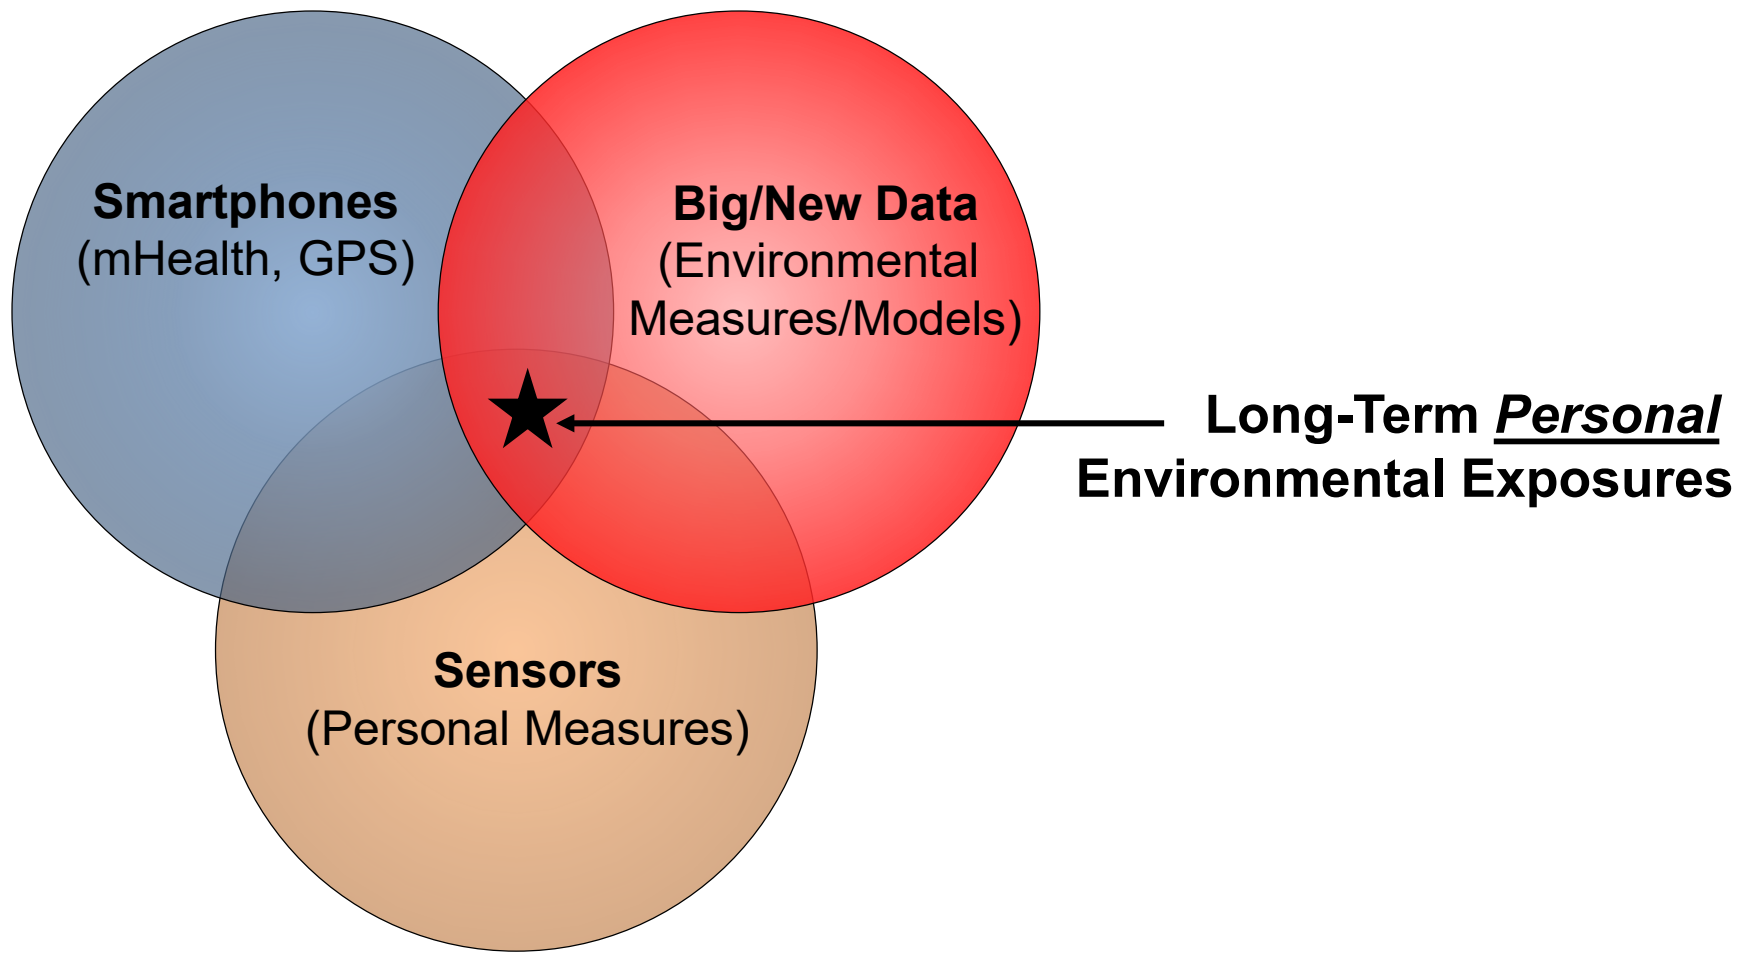 Smartphones
(mHealth, GPS)
Big/New Data
(Environmental
Measures/Models)
Long-Term Personal
Environmental Exposures
Sensors
(Personal Measures)